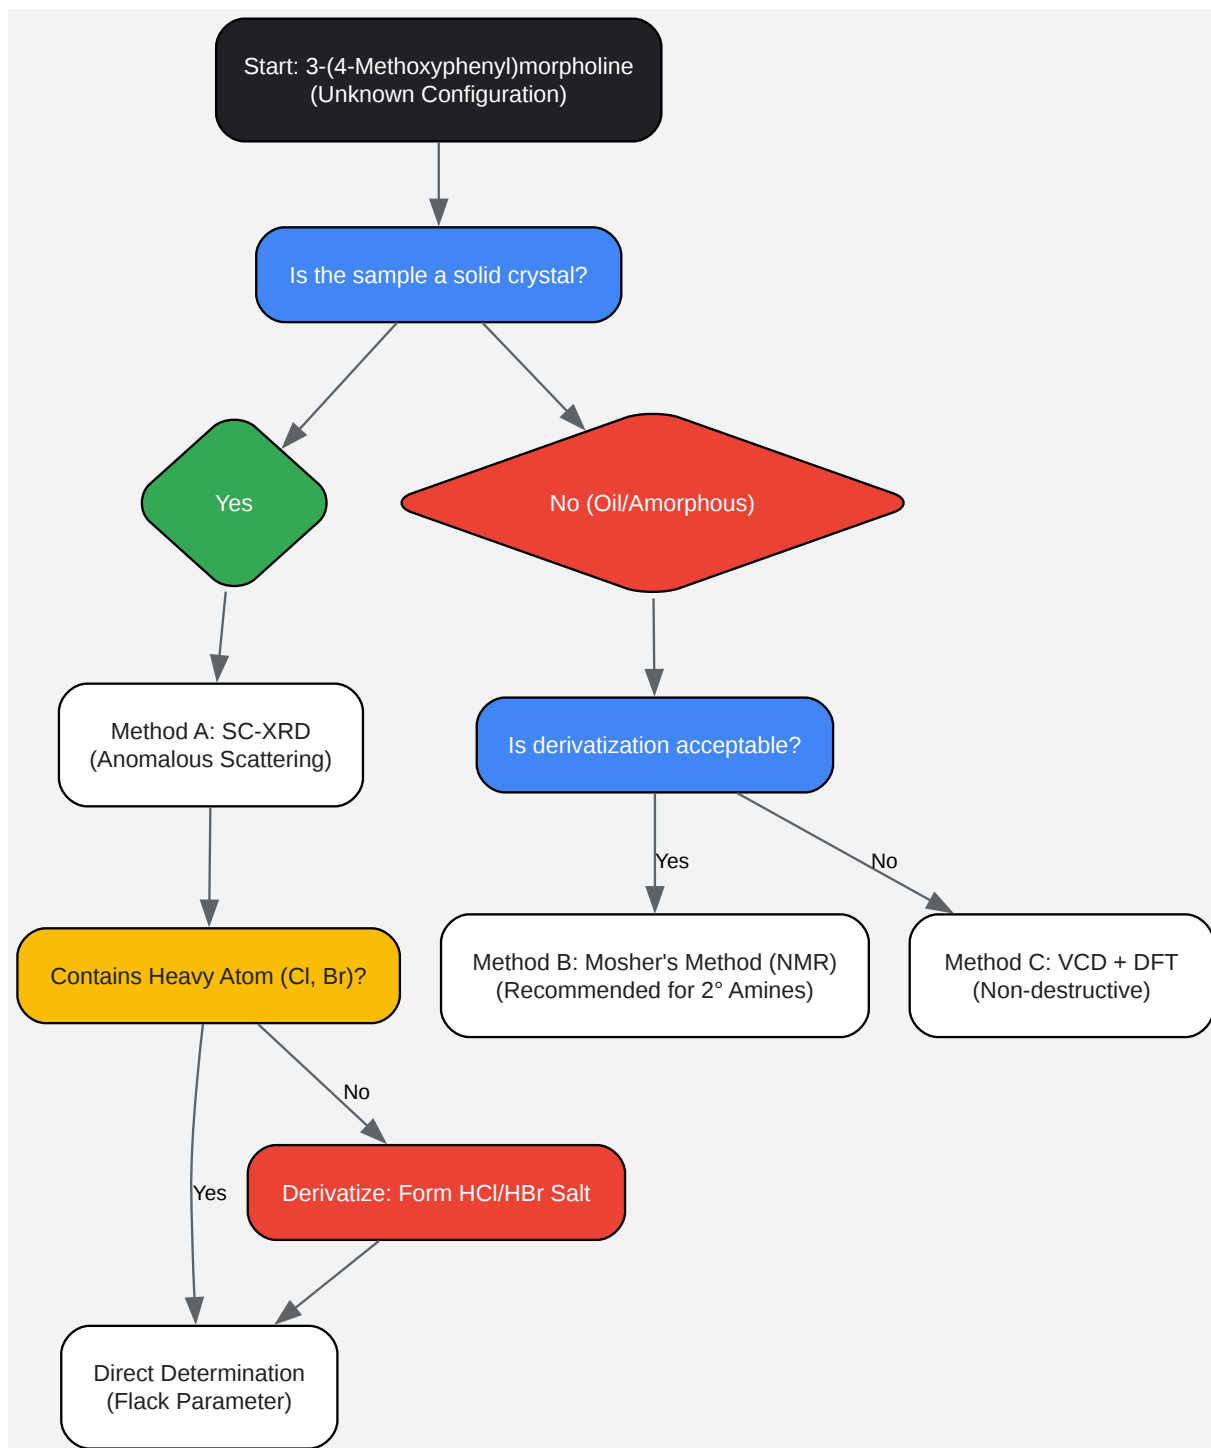 Start: 3-(4-Methoxyphenyl)morpholine
(Unknown Configuration)
Is the sample a solid crystal?
Yes
No (Oil/Amorphous)
Method A: SC-XRD
(Anomalous Scattering)
Is derivatization acceptable?
Yes
No
Contains Heavy Atom (Cl, Br)?
Method B: Mosher's Method (NMR)
(Recommended for 2° Amines)
Method C: VCD + DFT
(Non-destructive)
No
Yes
Derivatize: Form HCl/HBr Salt
Direct Determination
(Flack Parameter)